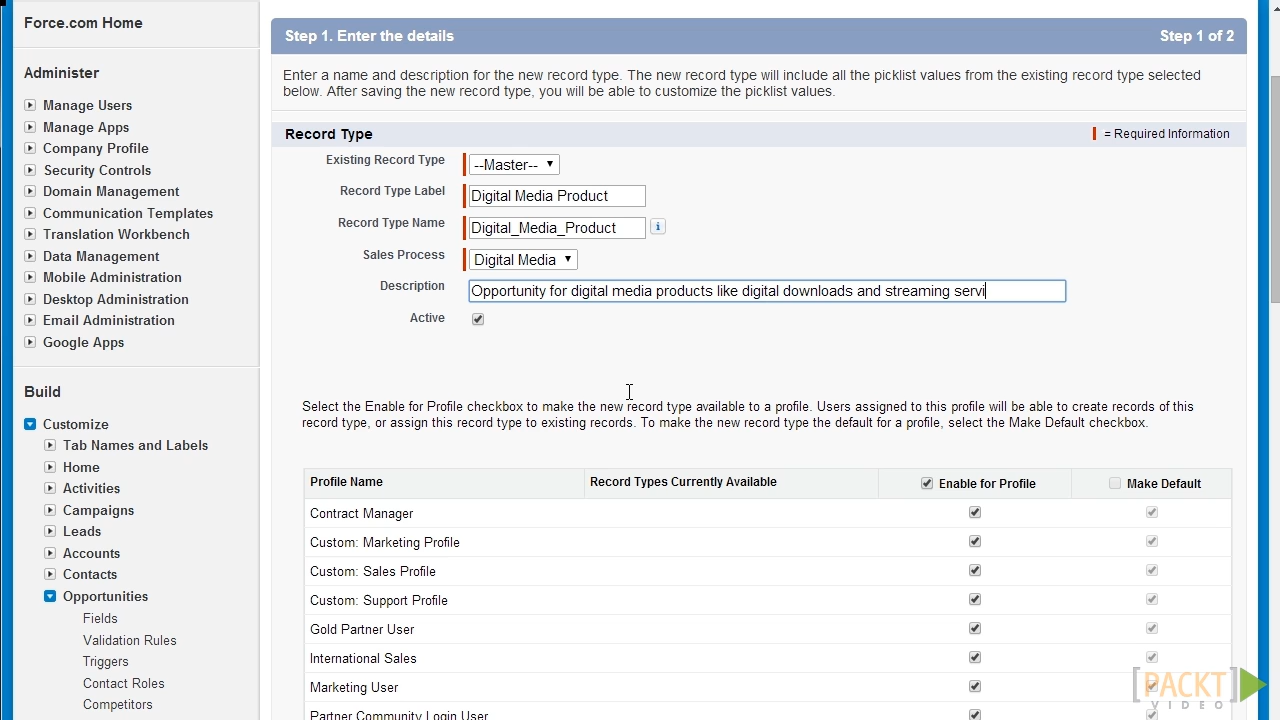 Force.com Home
Administer
Manage Users
Manage Apps
Company Profile
Security Controls
Domain Management
Communication Templates
Translation Workbench
Data Management
Mobile Administration
Desktop Administration
Email Administration
Google Apps
Build
Customize
Tab Names and Labels
Home
Activities
Campaigns
Leads
Accounts
Contacts
Opportunities
Fields
Validation Rules
Triggers
Contact Roles
Competitors
Step 1. Enter the details Step 1 of 2
Enter a name and description for the new record type. The new record type will include all the picklist values from the existing record type selected
below. After saving the new record type, you will be able to customize the picklist values.
Record Type = Required Information
Existing Record Type --Master--
Record Type Label Digital Media Product
Record Type Name Digital_Media_Product i
Sales Process Digital Media
Description Opportunity for digital media products like digital downloads and streaming servi
Active
Select the Enable for Profile checkbox to make the new record type available to a profile. Users assigned to this profile will be able to create records of this
record type, or assign this record type to existing records. To make the new record type the default for a profile, select the Make Default checkbox.
Profile Name Record Types Currently Available Enable for Profile Make Default
Contract Manager
Custom: Marketing Profile
Custom: Sales Profile
Custom: Support Profile
Gold Partner User
International Sales
Marketing User
Partner Community Login User
[PACKT]
VIDEO